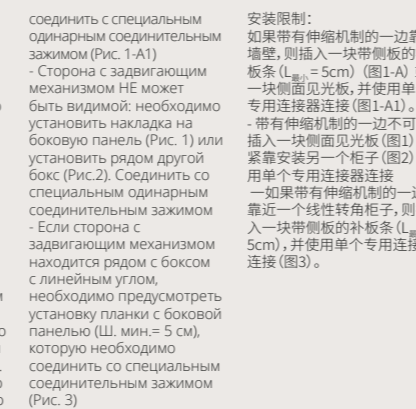 соединить с специальным
одинарным соединительным
зажимом (Рис. 1-A1)
- Сторона с задвигающим
механизмом НЕ может
быть видимой: необходимо
установить накладка на
боковую панель (Рис. 1) или
установить рядом другой
бокс (Рис.2). Соединить со
специальным одинарным
соединительным зажимом
- Если сторона с
задвигающим механизмом
находится рядом с боксом
с линейным углом,
необходимо предусмотреть
установку планки с боковой
панелью (Ш. мин.= 5 см),
которую необходимо
соединить со специальным
соединительным зажимом
(Рис. 3)
安装限制：
如果带有伸缩机制的一边靠
墙壁，则插入一块带侧板的
板条（L最小 = 5cm）（图1-A）
一块侧面见光板，并使用单
专用连接器连接（图1-A1）。
- 带有伸缩机制的一边不可
插入一块侧面见光板（图1）
紧靠安装另一个柜子（图2）
用单个专用连接器连接
—如果带有伸缩机制的一
靠近一个线性转角柜子，则
入一块带侧板的补板条（L
5cm），并使用单个专用连接
连接（图3）。